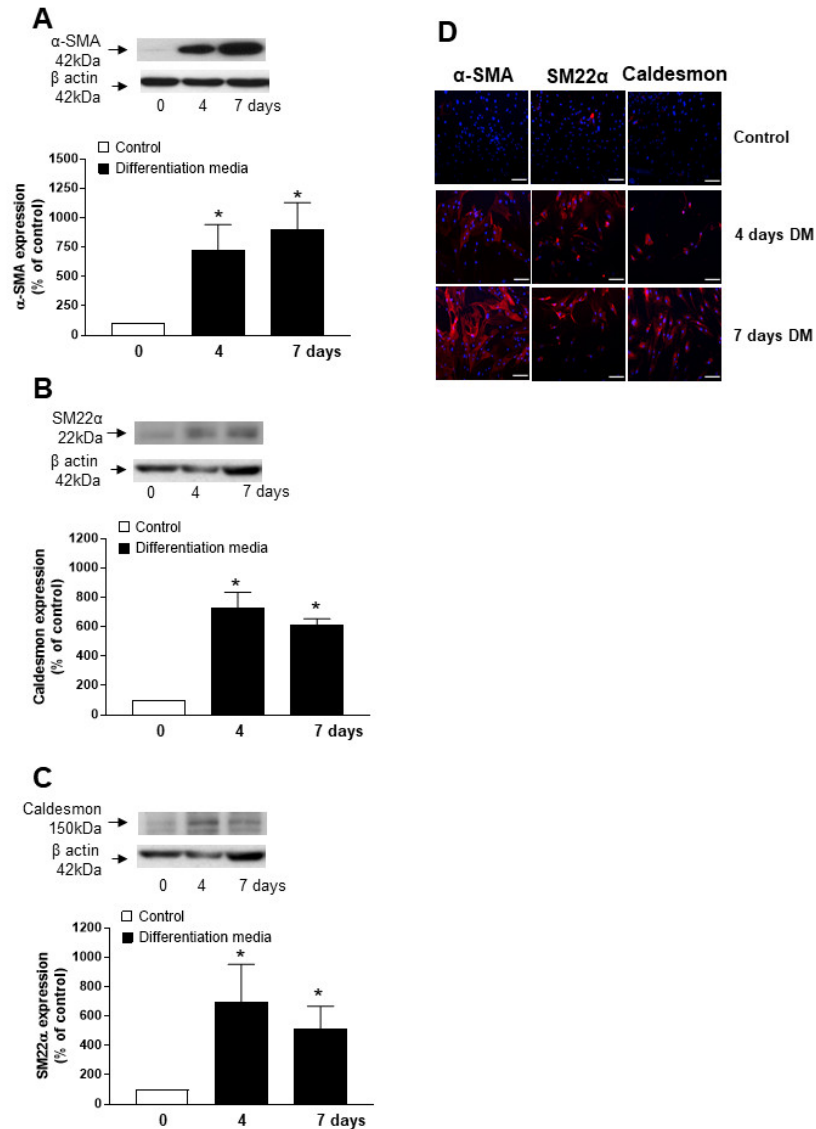 A
α-SMA
42kDa
β actin
42kDa
0 4 7 days
Control
Differentiation media
α-SMA expression
(% of control)
1500
1250
1000
750
500
250
0
* *
0 4 7 days
B
SM22α
22kDa
β actin
42kDa
0 4 7 days
Control
Differentiation media
Caldesmon expression
(% of control)
1200
1000
800
600
400
200
0
* *
0 4 7 days
C
Caldesmon
150kDa
β actin
42kDa
0 4 7 days
Control
Differentiation media
SM22α expression
(% of control)
1200
1000
800
600
400
200
0
* *
0 4 7 days
D
α-SMA SM22α Caldesmon
Control
4 days DM
7 days DM